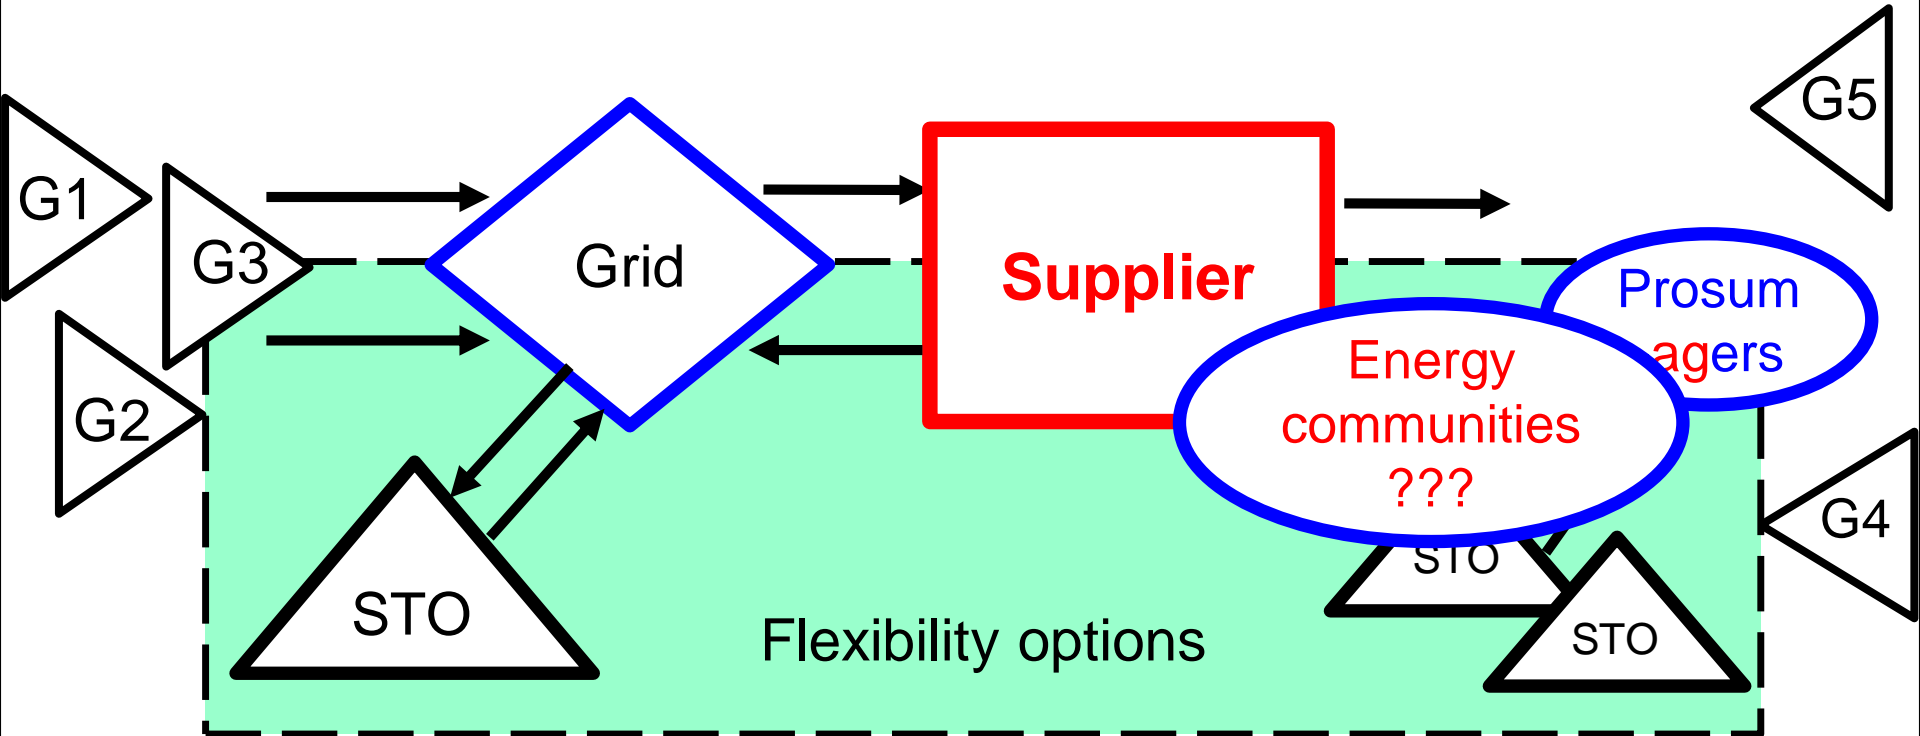 G5
G1
G3
Grid
Supplier
Prosum
agers
Energy
communities
???
G2
G4
STO
STO
STO
Flexibility options